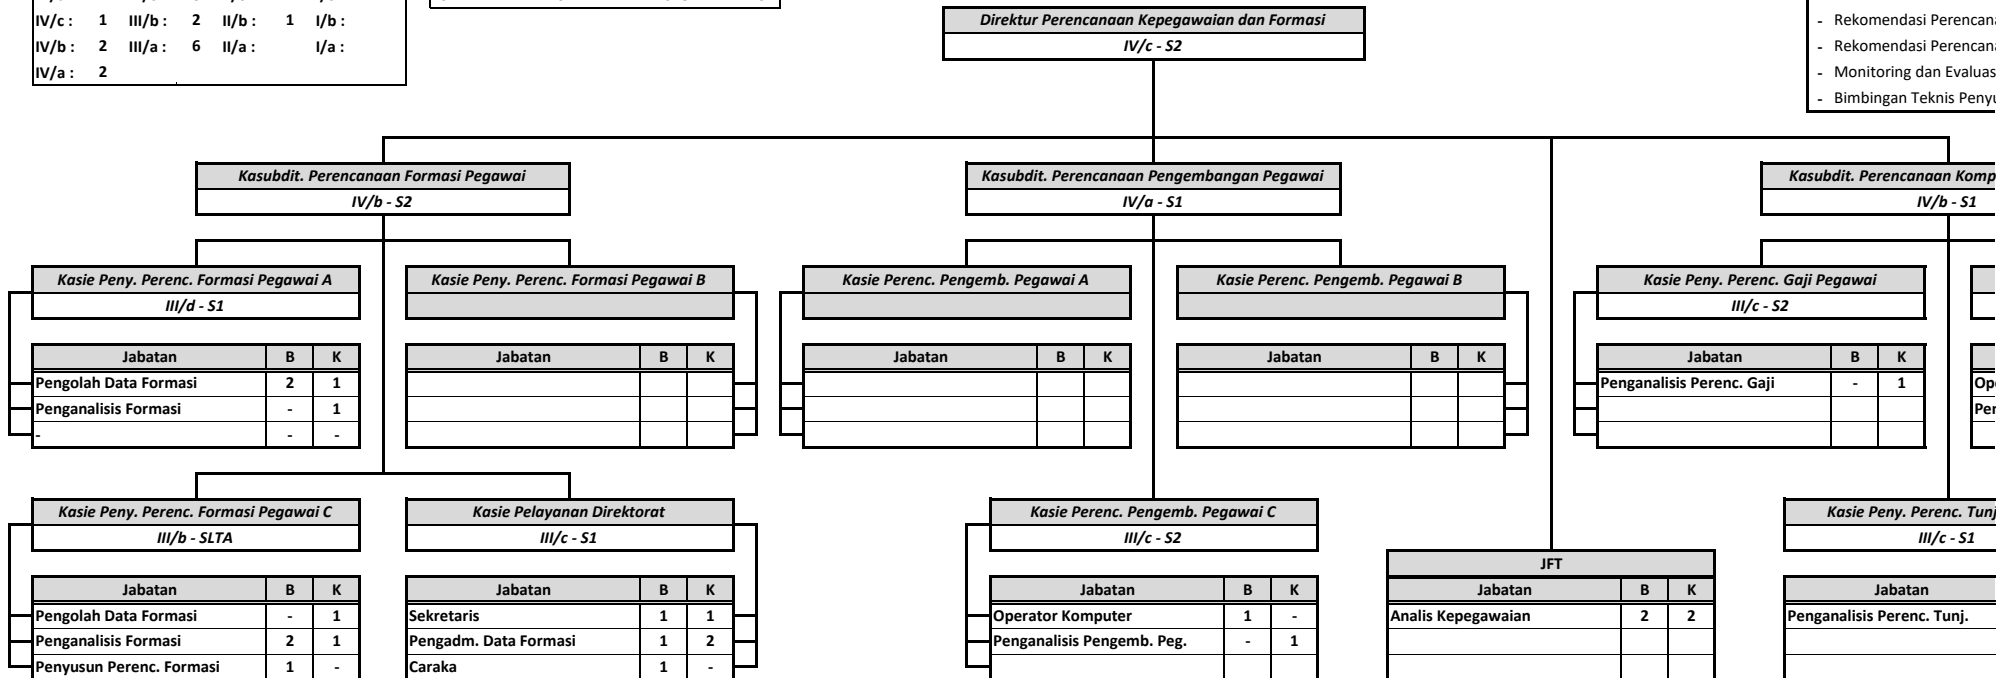 IV/c : 1 III/b : 2 II/b : 1 I/b :
IV/b : 2 III/a : 6 II/a : I/a :
IV/a : 2
Direktur Perencanaan Kepegawaian dan Formasi
IV/c - S2
- Rekomendasi
- Rekomendasi
- Monitoring dan
- Bimbingan Teknis
Kasubdit. Perencanaan Formasi Pegawai
IV/b - S2
Kasubdit. Perencanaan Pengembangan Pegawai
IV/a - S1
Kasubdit. Perencanaan
IV/b - S1
Kasie Peny. Perenc. Formasi Pegawai A
III/d - S1
Kasie Peny. Perenc. Formasi Pegawai B
Kasie Perenc. Pengemb. Pegawai A
Kasie Perenc. Pengemb. Pegawai B
Kasie Peny. Perenc. Gaji Pegawai
III/c - S2
Jabatan B K
Pengolah Data Formasi 2 1
Penganalisis Formasi - 1
- - -
Jabatan B K
Jabatan B K
Jabatan B K
Jabatan B K
Penganalisis Perenc. Gaji - 1
Kasie Peny. Perenc. Formasi Pegawai C
III/b - SLTA
Jabatan B K
Pengolah Data Formasi - 1
Penganalisis Formasi 2 1
Penyusun Perenc. Formasi 1 -
Kasie Pelayanan Direktorat
III/c - S1
Jabatan B K
Sekretaris 1 1
Pengadm. Data Formasi 1 2
Caraka 1 -
Kasie Perenc. Pengemb. Pegawai C
III/c - S2
Jabatan B K
Operator Komputer 1 -
Penganalisis Pengemb. Peg. - 1
JFT
Jabatan B K
Analis Kepegawaian 2 2
Kasie Peny. Perenc.
III/c - S1
Jabatan
Penganalisis Perenc. Tunj.